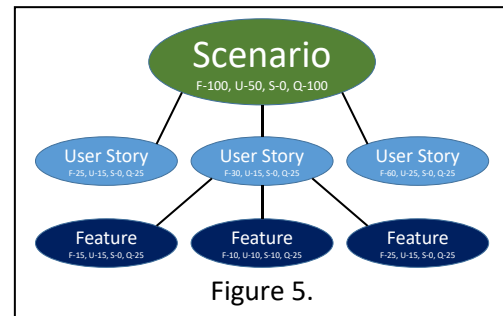 Scenario
F-100, U-50, S-0, Q-100
User Story
F-25, U-15, S-0, Q-25
User Story
F-30, U-15, S-0, Q-25
User Story
F-60, U-25, S-0, Q-25
Feature
F-15, U-15, S-0, Q-25
Feature
F-10, U-10, S-10, Q-25
Feature
F-25, U-15, S-0, Q-25
Figure 5.